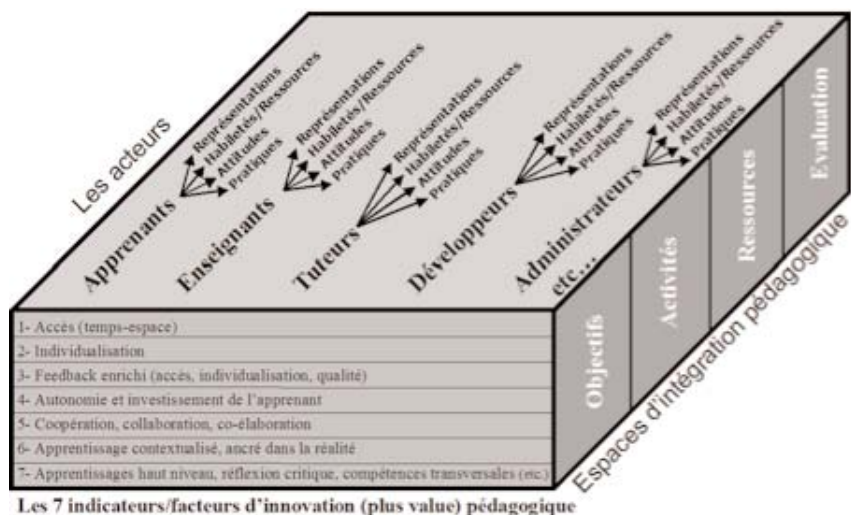 Les acteurs
Apprenants
Représentations
Habiletés/Ressources
Attitudes
Pratiques
Enseignants
Représentations
Habiletés/Ressources
Attitudes
Pratiques
Tuteurs
Représentations
Habiletés/Ressources
Attitudes
Pratiques
Développeurs
Représentations
Habiletés/Ressources
Attitudes
Pratiques
Administrateurs
etc...
Représentations
Habiletés/Ressources
Attitudes
Pratiques
Objectifs
Activités
Ressources
Evaluation
Espaces d'intégration pédagogique
1- Accès (temps-espace)
2- Individualisation
3- Feedback enrichi (accès, individualisation, qualité)
4- Autonomie et investissement de l'apprenant
5- Coopération, collaboration, co-élaboration
6- Apprentissage contextualisé, ancré dans la réalité
7- Apprentissages haut niveau, réflexion critique, compétences transversales (etc.)
Les 7 indicateurs/facteurs d'innovation (plus value) pédagogique